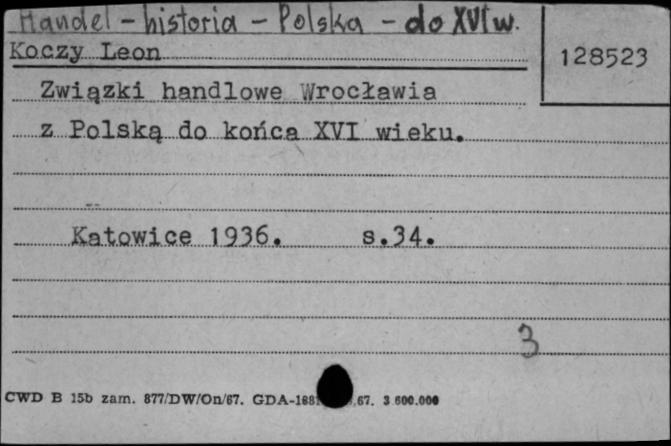 Handel - historia - Polska - do XVI w.
Koczy Leon
128523
Związki handlowe Wrocławia
z Polską do końca XVI wieku.
Katowice 1936. s.34.
3
CWD B 15b zam. 877/DW/On/67. GDA-1881 67. 3 600.000